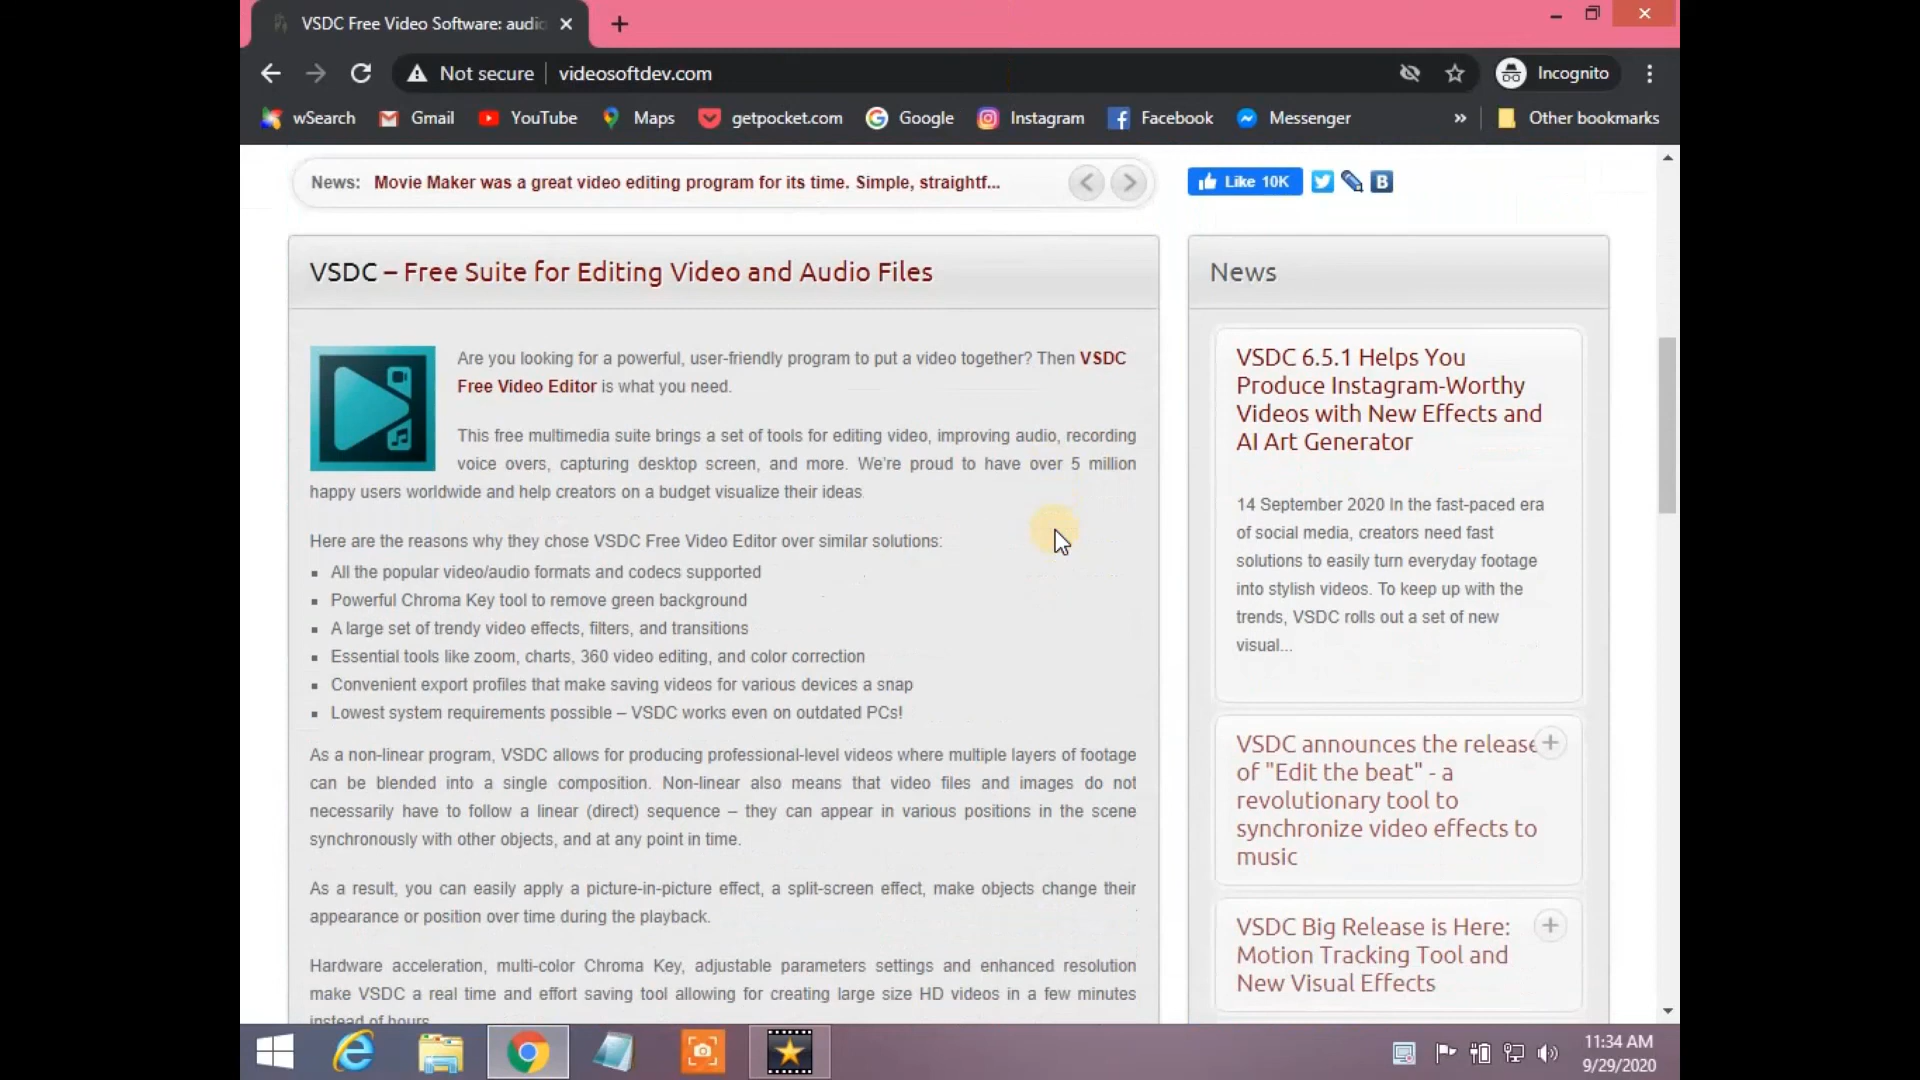 VSDC Free Video Software: audio
Not secure videosoftdev.com
Incognito
wSearch Gmail YouTube Maps getpocket.com Google Instagram Facebook Messenger » Other bookmarks
News: Movie Maker was a great video editing program for its time. Simple, straightf...
Like 10K
VSDC – Free Suite for Editing Video and Audio Files
Are you looking for a powerful, user-friendly program to put a video together? Then VSDC
Free Video Editor is what you need.
This free multimedia suite brings a set of tools for editing video, improving audio, recording
voice overs, capturing desktop screen, and more. We're proud to have over 5 million
happy users worldwide and help creators on a budget visualize their ideas.
Here are the reasons why they chose VSDC Free Video Editor over similar solutions:
All the popular video/audio formats and codecs supported
Powerful Chroma Key tool to remove green background
A large set of trendy video effects, filters, and transitions
Essential tools like zoom, charts, 360 video editing, and color correction
Convenient export profiles that make saving videos for various devices a snap
Lowest system requirements possible – VSDC works even on outdated PCs!
As a non-linear program, VSDC allows for producing professional-level videos where multiple layers of footage
can be blended into a single composition. Non-linear also means that video files and images do not
necessarily have to follow a linear (direct) sequence – they can appear in various positions in the scene
synchronously with other objects, and at any point in time.
As a result, you can easily apply a picture-in-picture effect, a split-screen effect, make objects change their
appearance or position over time during the playback.
Hardware acceleration, multi-color Chroma Key, adjustable parameters settings and enhanced resolution
make VSDC a real time and effort saving tool allowing for creating large size HD videos in a few minutes
instead of hours.
News
VSDC 6.5.1 Helps You
Produce Instagram-Worthy
Videos with New Effects and
AI Art Generator
14 September 2020 In the fast-paced era
of social media, creators need fast
solutions to easily turn everyday footage
into stylish videos. To keep up with the
trends, VSDC rolls out a set of new
visual...
VSDC announces the release
of "Edit the beat" - a
revolutionary tool to
synchronize video effects to
music
VSDC Big Release is Here:
Motion Tracking Tool and
New Visual Effects
11:34 AM
9/29/2020